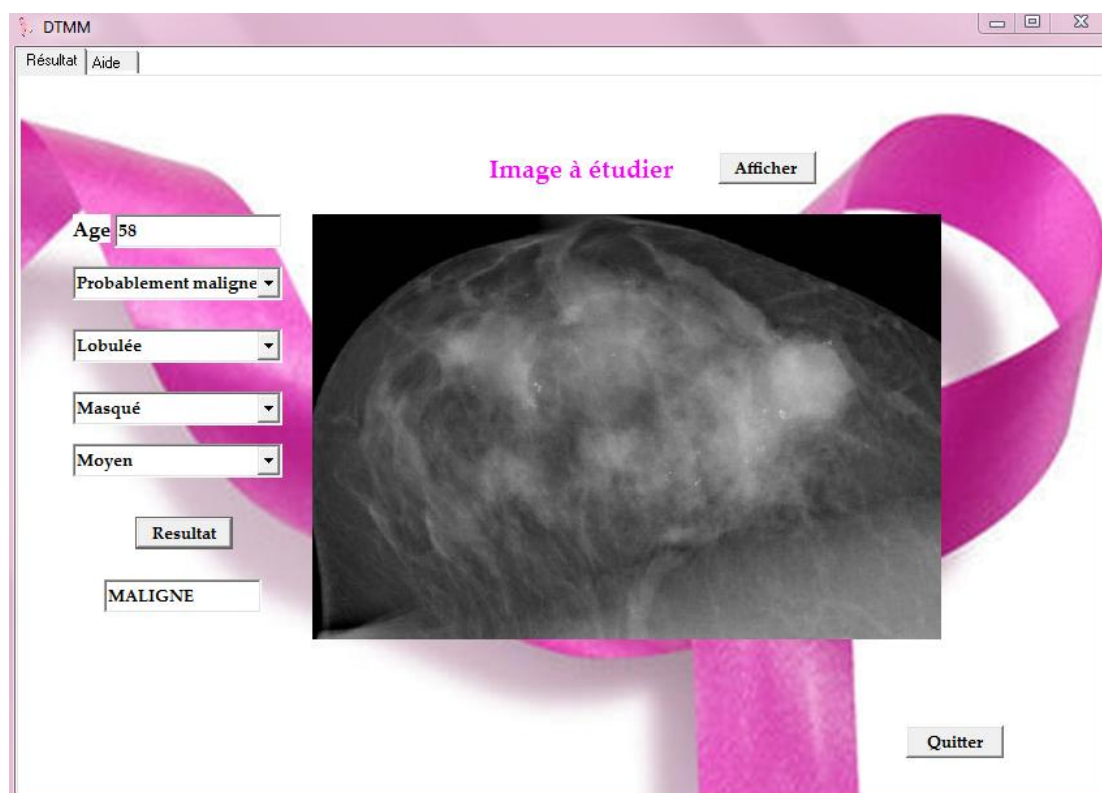 DTMM
Résultat Aide
Image à étudier Afficher
Age 58
Probablement maligne
Lobulée
Masqué
Moyen
Resultat
MALIGNE
Quitter